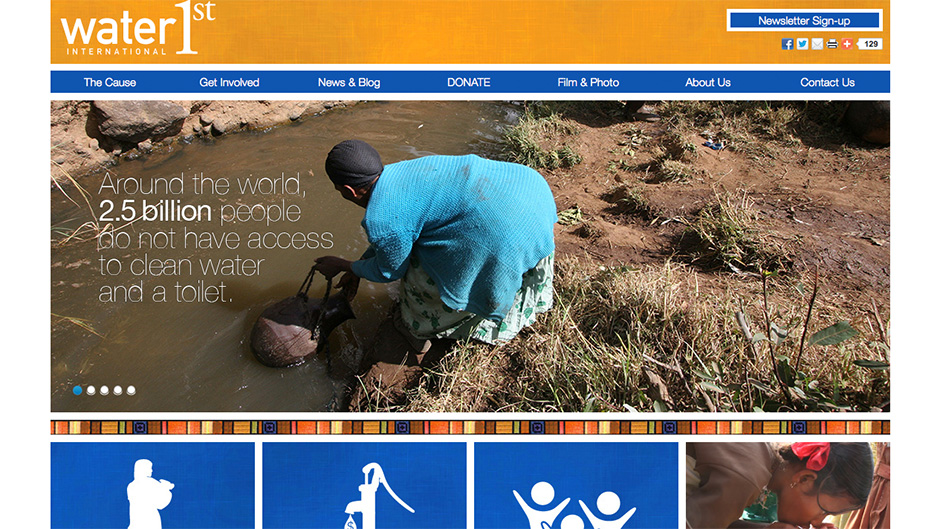 water 1st
INTERNATIONAL
Newsletter Sign-up
129
The Cause
Get Involved
News & Blog
DONATE
Film & Photo
About Us
Contact Us
Around the world,
2.5 billion people
do not have access
to clean water
and a toilet.